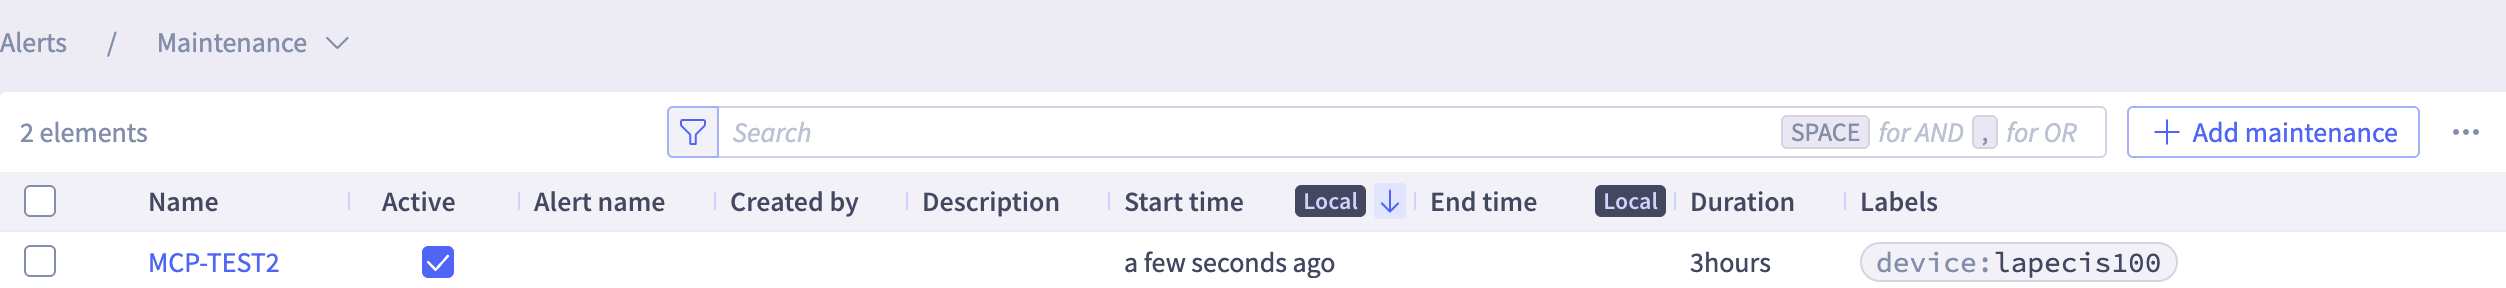 Alerts / Maintenance
2 elements Search SPACE for AND , for OR + Add maintenance ...
Name Active Alert name Created by Description Start time Local End time Local Duration Labels
MCP-TEST2 a few seconds ago 3hours device:lapecis100